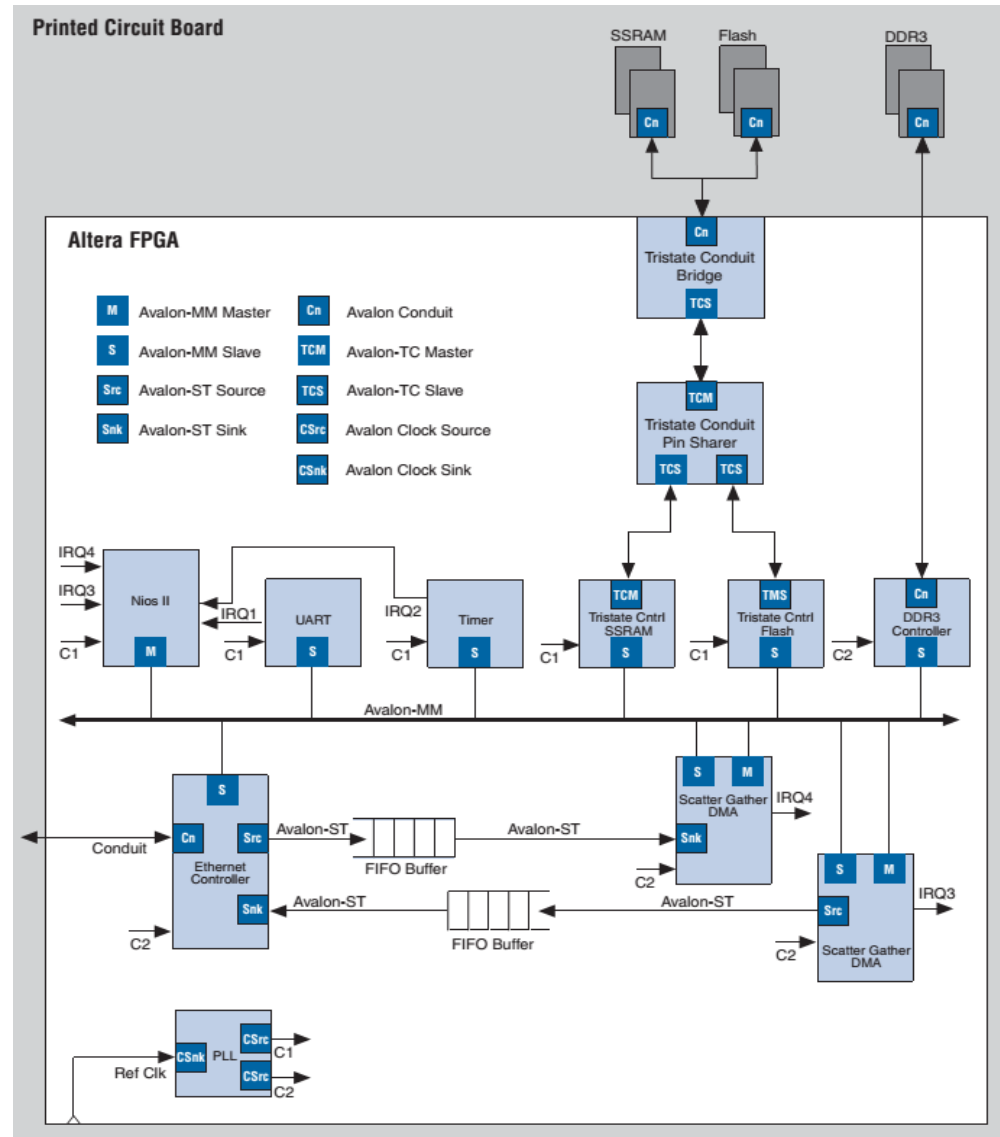 Printed Circuit Board
SSRAM
Flash
DDR3
Cn
Cn
Cn
Altera FPGA
Cn
Tristate Conduit
Bridge
TCS
M Avalon-MM Master
Cn Avalon Conduit
S Avalon-MM Slave
TCM Avalon-TC Master
Src Avalon-ST Source
TCS Avalon-TC Slave
Snk Avalon-ST Sink
CSrc Avalon Clock Source
CSnk Avalon Clock Sink
TCM
Tristate Conduit
Pin Sharer
TCS
TCS
IRQ4
IRQ3
C1
Nios II
M
IRQ1
C1
UART
S
IRQ2
C1
Timer
S
C1
TCM
Tristate Cntrl
SSRAM
S
C1
TMS
Tristate Cntrl
Flash
S
C2
Cn
DDR3
Controller
S
Avalon-MM
S
Cn
Src
Ethernet
Controller
Snk
Conduit
C2
Avalon-ST
FIFO Buffer
Avalon-ST
S
M
Scatter Gather
DMA
Snk
IRQ4
C2
Avalon-ST
FIFO Buffer
Avalon-ST
S
M
Src
IRQ3
C2
Scatter Gather
DMA
Ref Clk
CSnk
PLL
CSrc
C1
CSrc
C2